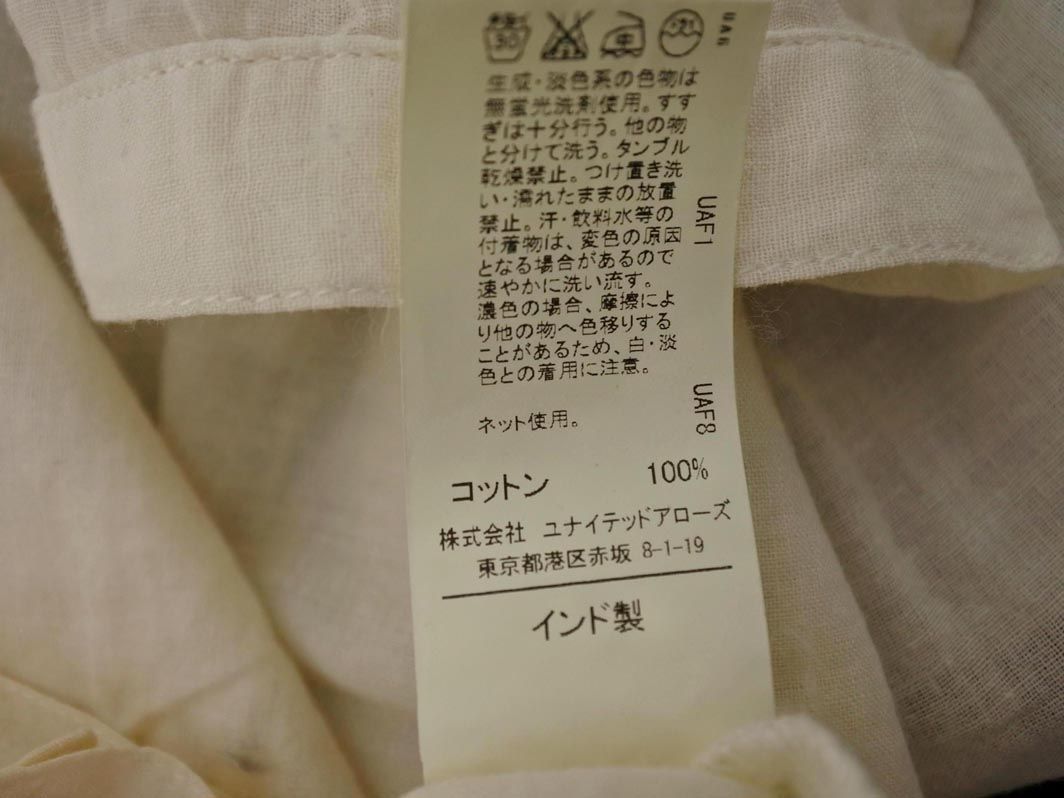 30
中
生成・淡色系の色物は
無蛍光洗剤使用。すす
ぎは十分行う。他の物
と分けて洗う。タンブル
乾燥禁止。つけ置き洗
い・濡れたままの放置
禁止。汗・飲料水等の
付着物は、変色の原因
となる場合があるので
速やかに洗い流す。
濃色の場合、摩擦によ
り他の物へ色移りする
ことがあるため、白・淡
色との着用に注意。
UAF1
ネット使用。
UAF8
コットン 100%
株式会社 ユナイテッドアローズ
東京都港区赤坂 8-1-19
インド製